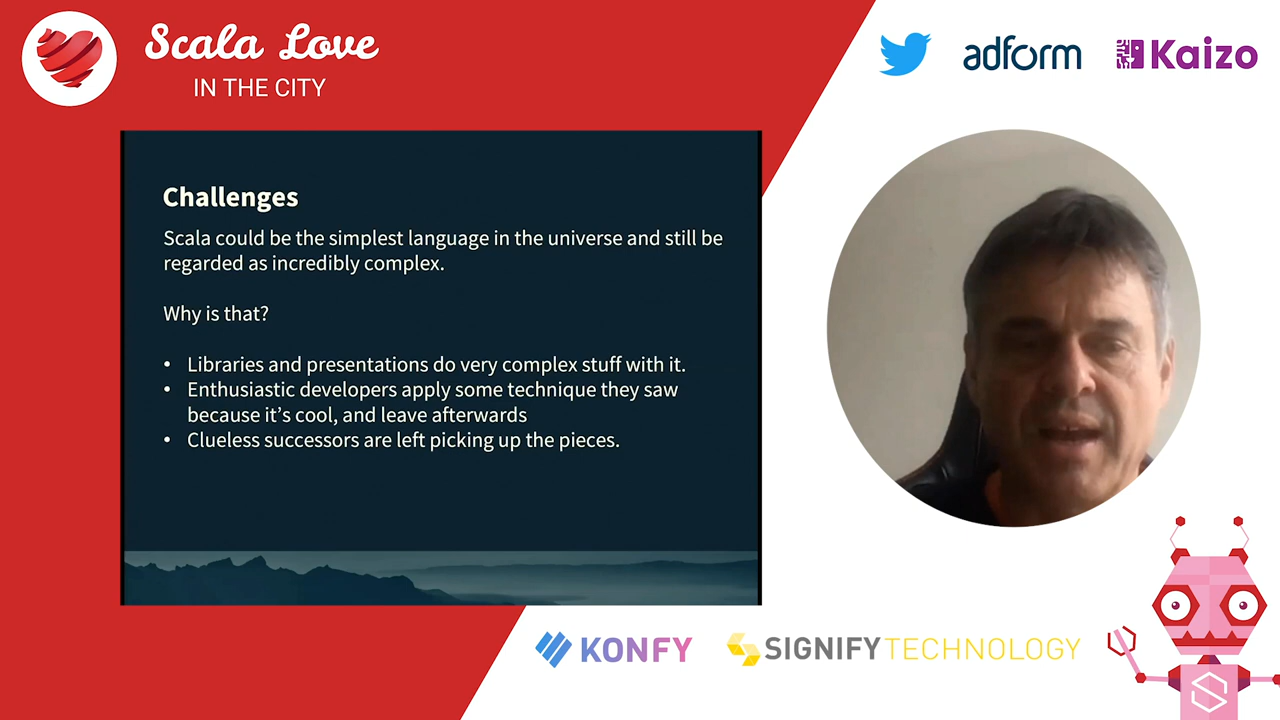 Scala Love
IN THE CITY
adform
Kaizo
Challenges
Scala could be the simplest language in the universe and still be
regarded as incredibly complex.
Why is that?
• Libraries and presentations do very complex stuff with it.
• Enthusiastic developers apply some technique they saw
because it's cool, and leave afterwards
• Clueless successors are left picking up the pieces.
KONFY
SIGNIFYTECHNOLOGY